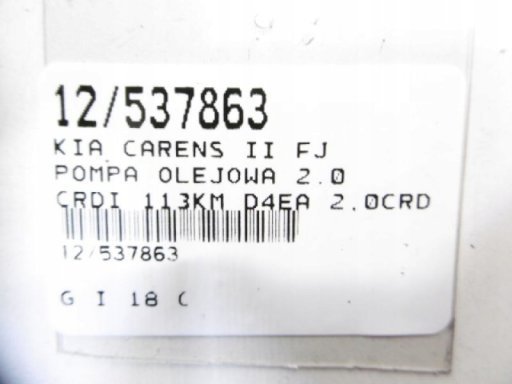 12/537863
KIA CARENS II FJ
POMPA OLEJOWA 2.0
CRDI 113KM D4EA 2.0CRD
12/537863
G I 18 C